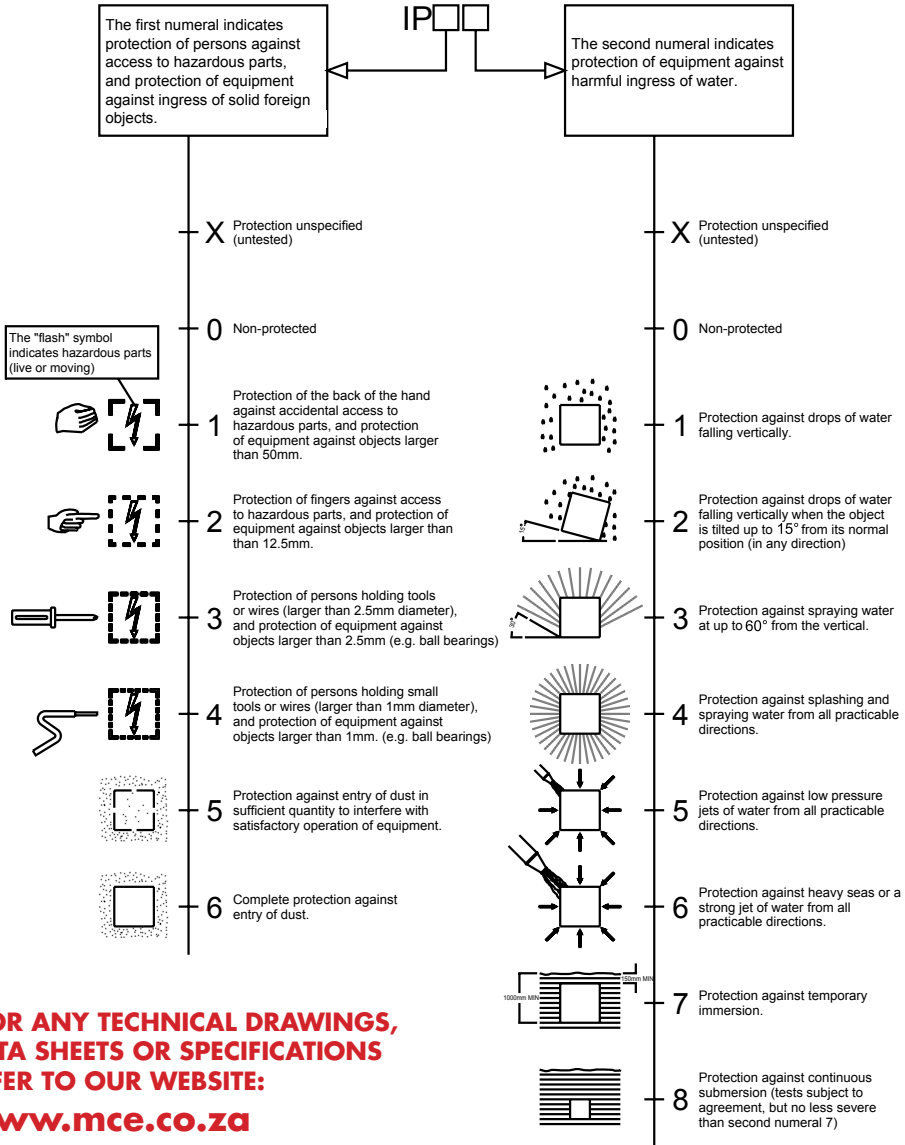 IP
The first numeral indicates
protection of persons against
access to hazardous parts,
and protection of equipment
against ingress of solid foreign
objects.
The second numeral indicates
protection of equipment against
harmful ingress of water.
X Protection unspecified
(untested)
0 Non-protected
The "flash" symbol
indicates hazardous parts
(live or moving)
1 Protection of the back of the hand
against accidental access to
hazardous parts, and protection
of equipment against objects larger
than 50mm.
2 Protection of fingers against access
to hazardous parts, and protection of
equipment against objects larger than
than 12.5mm.
3 Protection of persons holding tools
or wires (larger than 2.5mm diameter),
and protection of equipment against
objects larger than 2.5mm (e.g. ball bearings)
4 Protection of persons holding small
tools or wires (larger than 1mm diameter),
and protection of equipment against
objects larger than 1mm. (e.g. ball bearings)
5 Protection against entry of dust in
sufficient quantity to interfere with
satisfactory operation of equipment.
6 Complete protection against
entry of dust.
X Protection unspecified
(untested)
0 Non-protected
1 Protection against drops of water
falling vertically.
15°
2 Protection against drops of water
falling vertically when the object
is tilted up to 15° from its normal
position (in any direction)
30°
3 Protection against spraying water
at up to 60° from the vertical.
4 Protection against splashing and
spraying water from all practicable
directions.
5 Protection against low pressure
jets of water from all practicable
directions.
6 Protection against heavy seas or a
strong jet of water from all
practicable directions.
1000mm MIN
150mm MIN
7 Protection against temporary
immersion.
8 Protection against continuous
submersion (tests subject to
agreement, but no less severe
than second numeral 7)
OR ANY TECHNICAL DRAWINGS,
TA SHEETS OR SPECIFICATIONS
FER TO OUR WEBSITE:
ww.mce.co.za